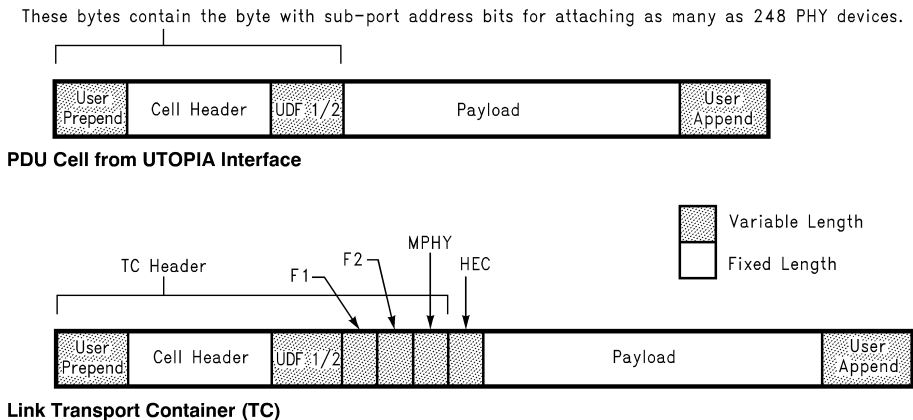 These bytes contain the byte with sub-port address bits for attaching as many as 248 PHY devices.
User Prepend
Cell Header
UDF 1/2
Payload
User Append
PDU Cell from UTOPIA Interface
Variable Length
Fixed Length
TC Header
F1
F2
MPHY
HEC
User Prepend
Cell Header
UDF 1/2
Payload
User Append
Link Transport Container (TC)